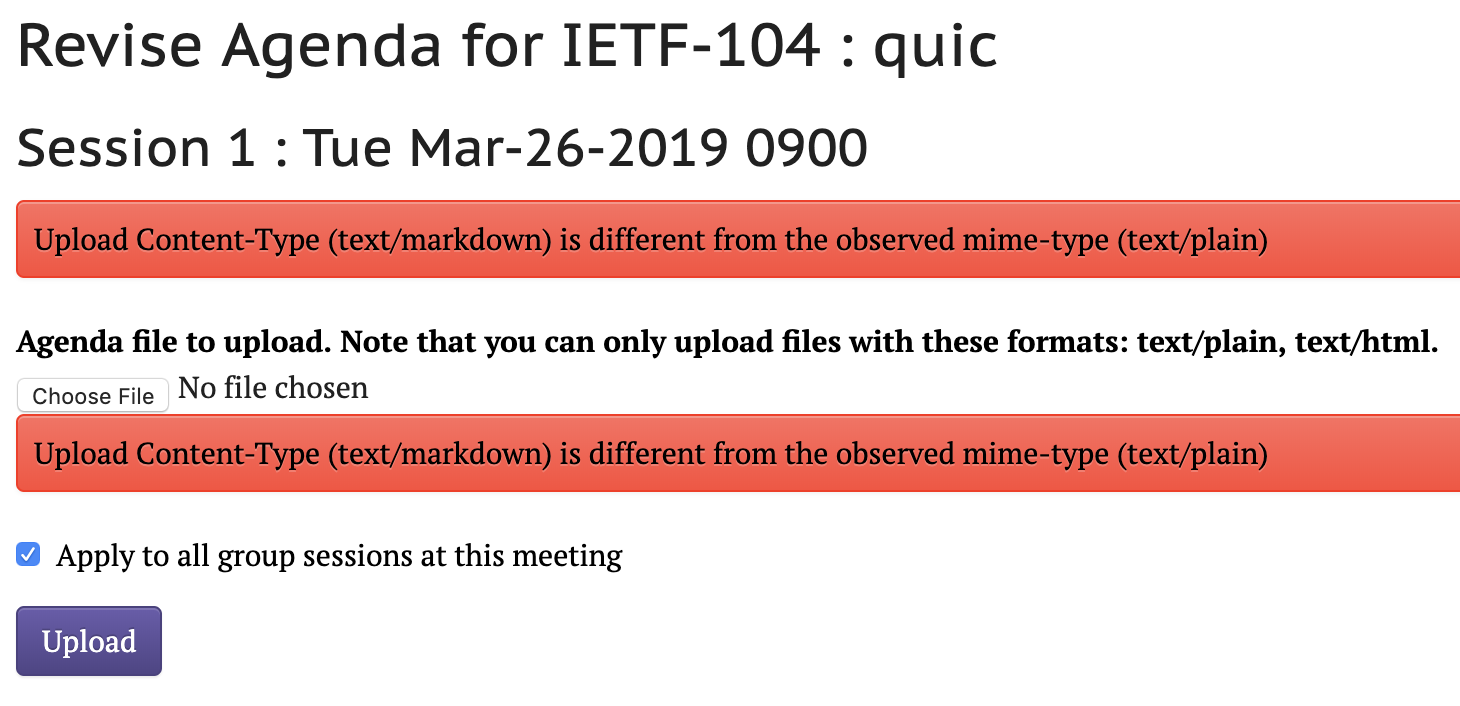 Revise Agenda for IETF-104 : quic
Session 1 : Tue Mar-26-2019 0900
Upload Content-Type (text/markdown) is different from the observed mime-type (text/plain)
Agenda file to upload. Note that you can only upload files with these formats: text/plain, text/html.
Choose File No file chosen
Upload Content-Type (text/markdown) is different from the observed mime-type (text/plain)
Apply to all group sessions at this meeting
Upload